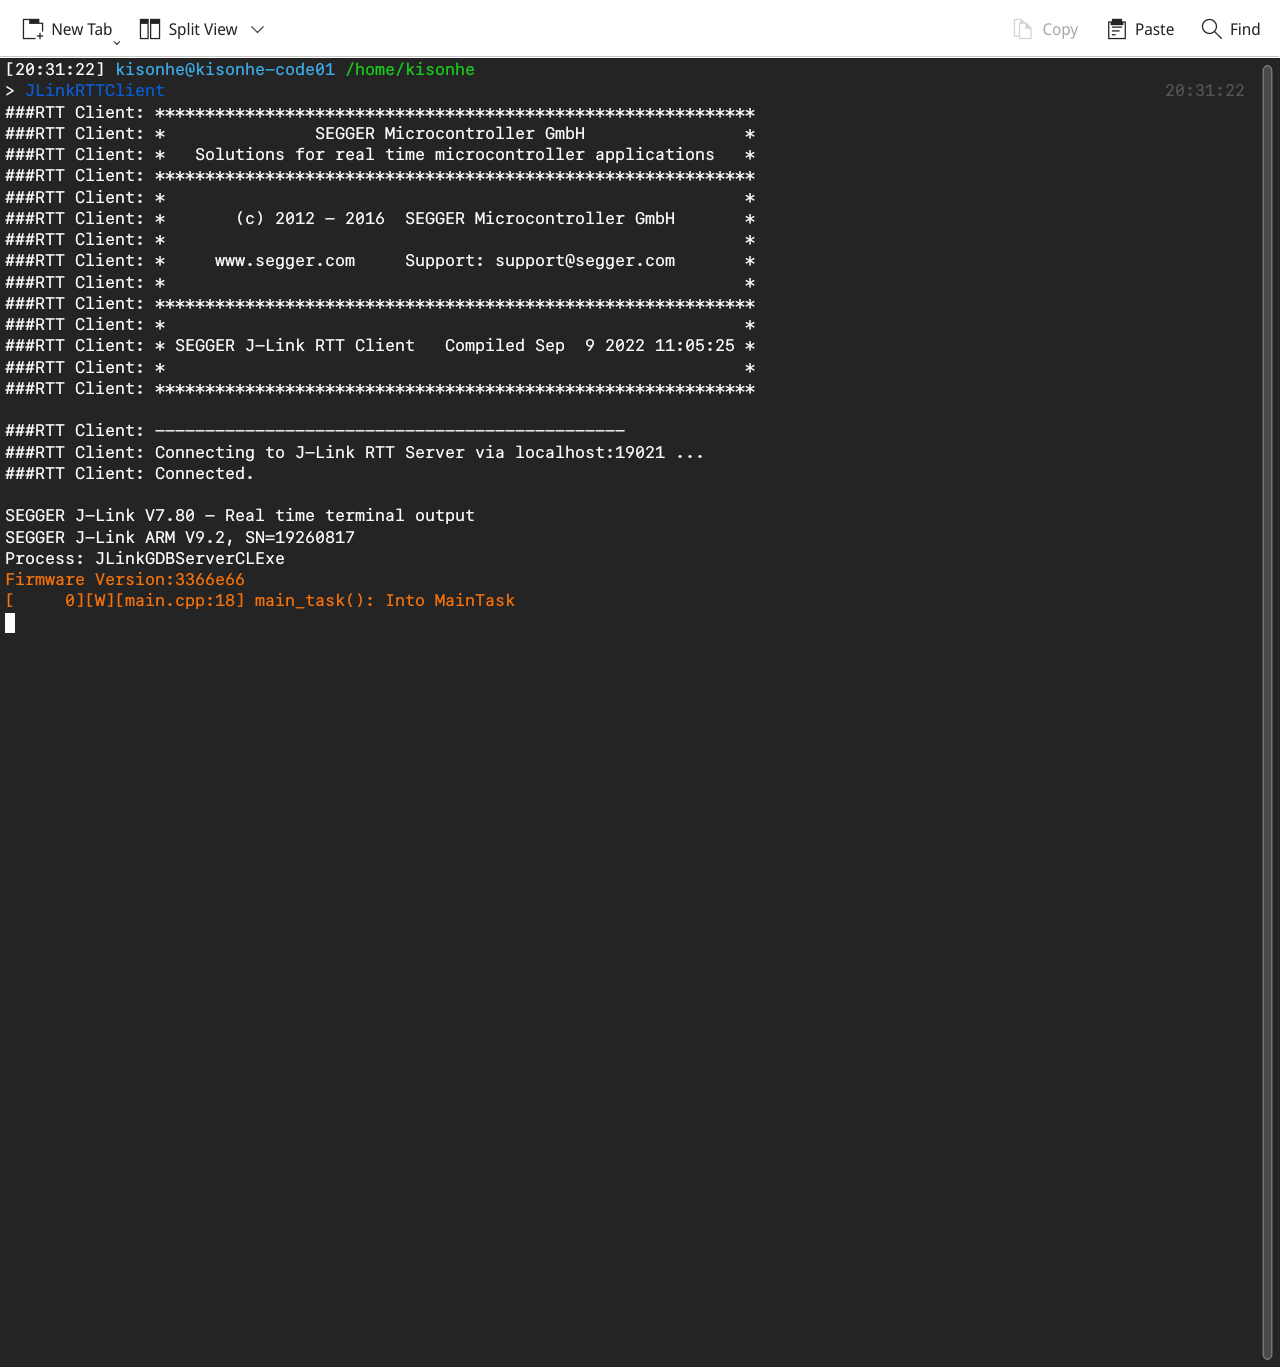 New Tab Split View Copy Paste Find
[20:31:22] kisonhe@kisonhe-code01 /home/kisonhe
> JLinkRTTClient 20:31:22
###RTT Client: ************************************************************
###RTT Client: *               SEGGER Microcontroller GmbH                *
###RTT Client: *   Solutions for real time microcontroller applications   *
###RTT Client: ************************************************************
###RTT Client: *                                                          *
###RTT Client: *       (c) 2012 - 2016  SEGGER Microcontroller GmbH       *
###RTT Client: *                                                          *
###RTT Client: *     www.segger.com     Support: support@segger.com       *
###RTT Client: *                                                          *
###RTT Client: ************************************************************
###RTT Client: *                                                          *
###RTT Client: * SEGGER J-Link RTT Client   Compiled Sep  9 2022 11:05:25 *
###RTT Client: *                                                          *
###RTT Client: ************************************************************
###RTT Client: -----------------------------------------------
###RTT Client: Connecting to J-Link RTT Server via localhost:19021 ...
###RTT Client: Connected.
SEGGER J-Link V7.80 - Real time terminal output
SEGGER J-Link ARM V9.2, SN=19260817
Process: JLinkGDBServerCLExe
Firmware Version:3366e66
[     0][W][main.cpp:18] main_task(): Into MainTask